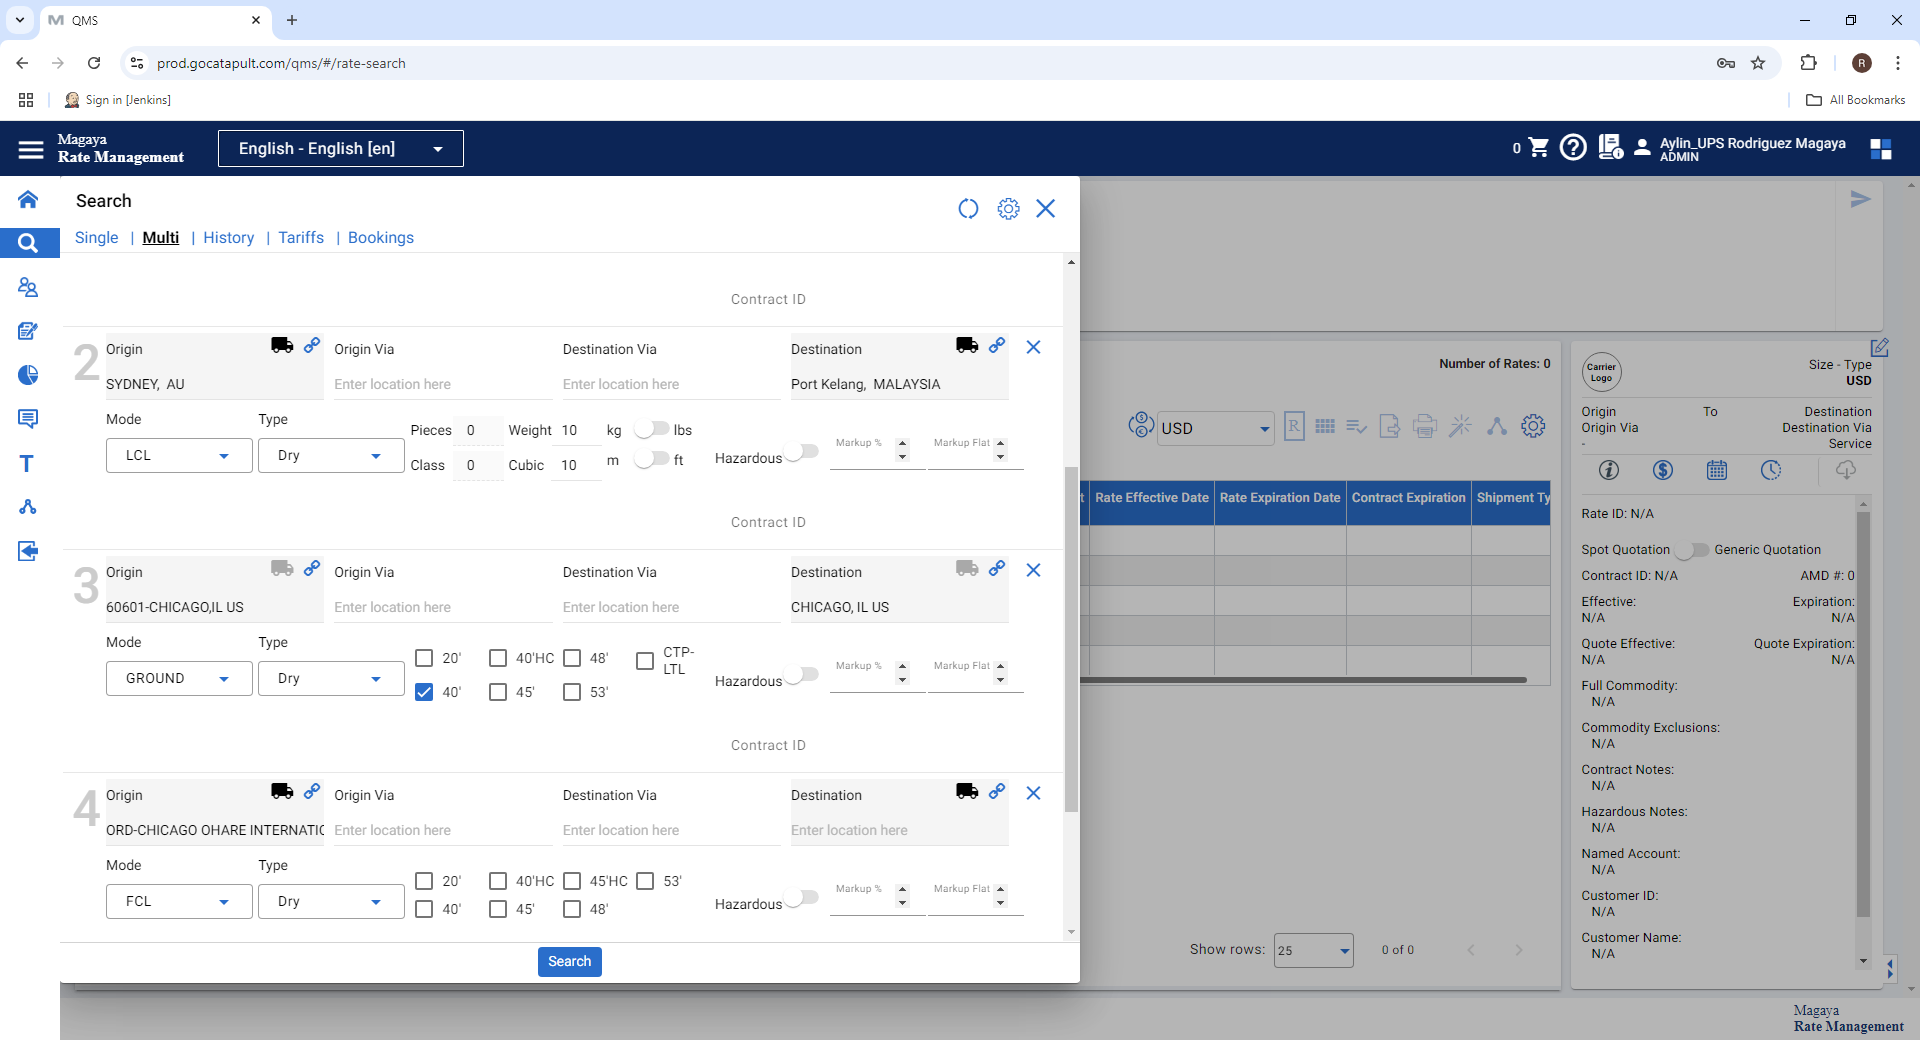 QMS
prod.gocatapult.com/qms/#/rate-search
R
Sign in [Jenkins]
All Bookmarks
Magaya
Rate Management
English - English [en]
0
Aylin_UPS Rodriguez Magaya
ADMIN
Search
Single | Multi | History | Tariffs | Bookings
Contract ID
2
Origin
Origin Via
Destination Via
Destination
SYDNEY, AU
Enter location here
Enter location here
Port Kelang, MALAYSIA
Mode
Type
LCL
Dry
Pieces 0 Weight 10 kg lbs
Class 0 Cubic 10 m ft
Hazardous
Markup %
Markup Flat
Contract ID
3
Origin
Origin Via
Destination Via
Destination
60601-CHICAGO,IL US
Enter location here
Enter location here
CHICAGO, IL US
Mode
Type
GROUND
Dry
20' 40'HC 48' CTP-LTL
40' 45' 53'
Hazardous
Markup %
Markup Flat
Contract ID
4
Origin
Origin Via
Destination Via
Destination
ORD-CHICAGO OHARE INTERNATIO
Enter location here
Enter location here
Enter location here
Mode
Type
FCL
Dry
20' 40'HC 45'HC 53'
40' 45' 48'
Hazardous
Markup %
Markup Flat
Search
Number of Rates: 0
USD
R
t
Rate Effective Date
Rate Expiration Date
Contract Expiration
Shipment Ty
Show rows: 25
0 of 0
Carrier Logo
Size - Type
USD
Origin To Destination
Origin Via Destination Via
- Service
Rate ID: N/A
Spot Quotation Generic Quotation
Contract ID: N/A AMD #: 0
Effective: Expiration:
N/A N/A
Quote Effective: Quote Expiration:
N/A N/A
Full Commodity:
N/A
Commodity Exclusions:
N/A
Contract Notes:
N/A
Hazardous Notes:
N/A
Named Account:
N/A
Customer ID:
N/A
Customer Name:
N/A
Magaya
Rate Management